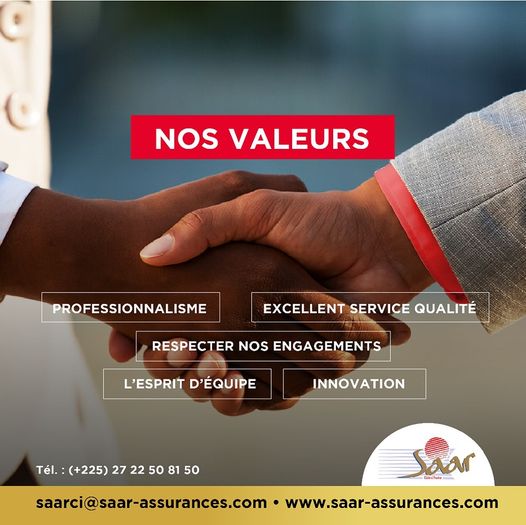 NOS VALEURS
PROFESSIONNALISME
EXCELLENT SERVICE QUALITÉ
RESPECTER NOS ENGAGEMENTS
L'ESPRIT D'ÉQUIPE
INNOVATION
Saar
Tél. : (+225) 27 22 50 81 50
saarci@saar-assurances.com • www.saar-assurances.com